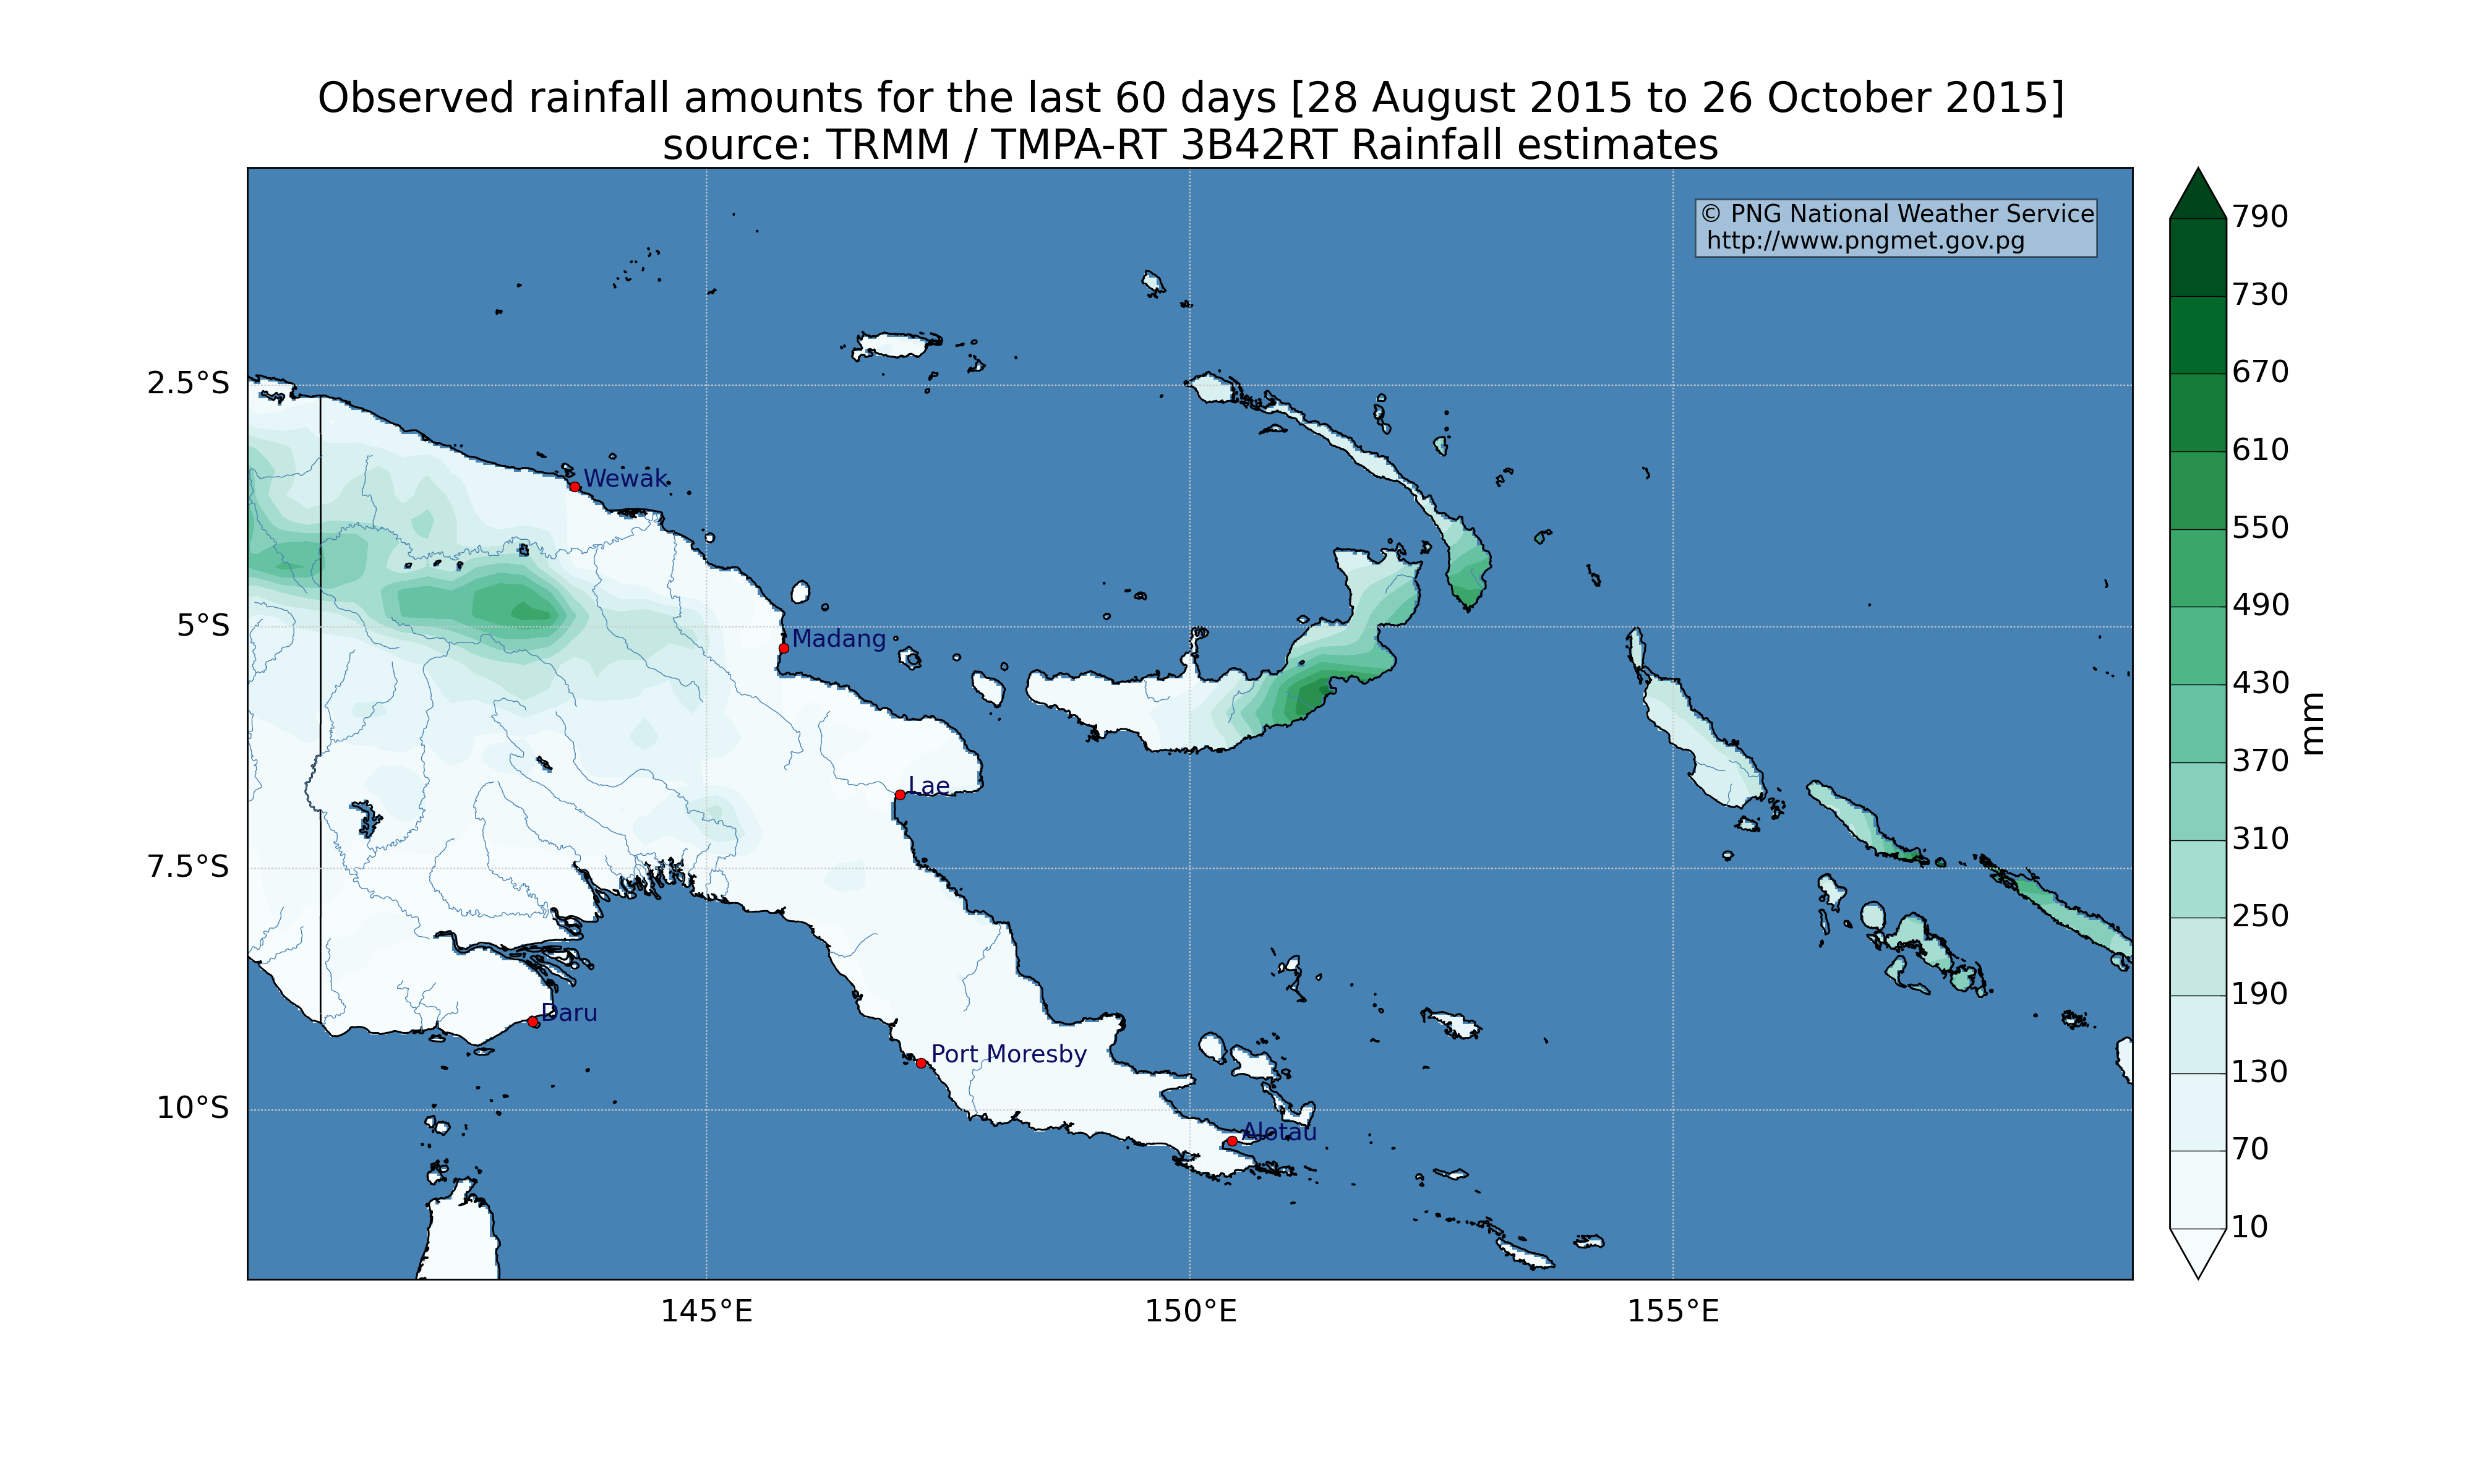 Observed rainfall amounts for the last 60 days [28 August 2015 to 26 October 2015]
source: TRMM / TMPA-RT 3B42RT Rainfall estimates
© PNG National Weather Service
http://www.pngmet.gov.pg
2.5°S
5°S
7.5°S
10°S
Wewak
Madang
Lae
Daru
Port Moresby
Alotau
145°E
150°E
155°E
790
730
670
610
550
490
430
370
310
250
190
130
70
10
mm